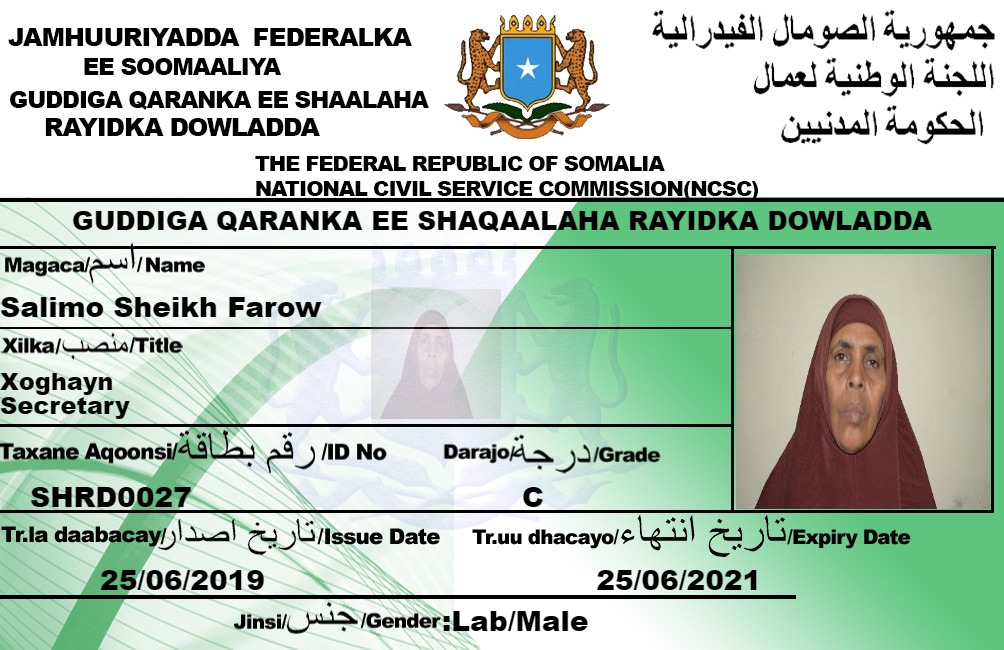 JAMHUURIYADDA FEDERALKA
EE SOOMAALIYA
GUDDIGA QARANKA EE SHAALAHA
RAYIDKA DOWLADDA
جمهورية الصومال الفيدرالية
اللجنة الوطنية لعمال
الحكومة المدنيين
THE FEDERAL REPUBLIC OF SOMALIA
NATIONAL CIVIL SERVICE COMMISSION(NCSC)
GUDDIGA QARANKA EE SHAQAALAHA RAYIDKA DOWLADDA
Magaca/اسم/Name
Salimo Sheikh Farow
Xilka/منصب/Title
Xoghayn
Secretary
Taxane Aqoonsi/رقم بطاقة/ID No
Darajo/درجة/Grade
SHRD0027
C
Tr.la daabacay/تاريخ اصدار/Issue Date
Tr.uu dhacayo/تاريخ انتهاء/Expiry Date
25/06/2019
25/06/2021
Jinsi/جنس/Gender:Lab/Male